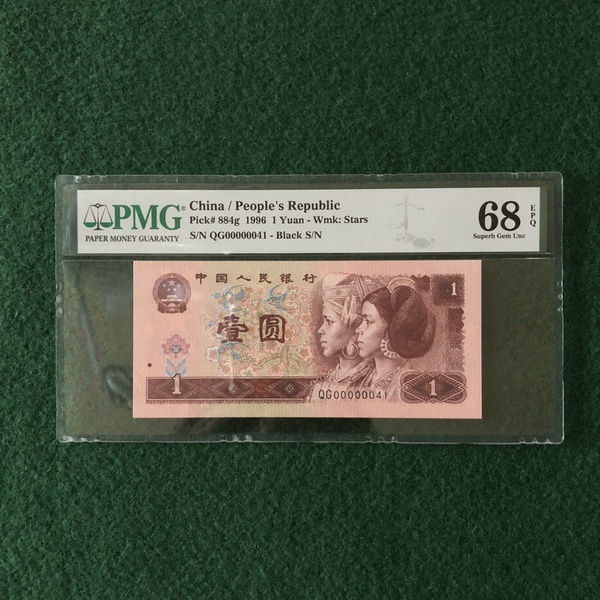 PMG
PAPER MONEY GUARANTY
China / People's Republic
Pick# 884g 1996 1 Yuan - Wmk: Stars
S/N QG00000041 - Black S/N
68 EPQ
Superb Gem Unc
中国人民银行
1
壹圆
1
1
QG00000041